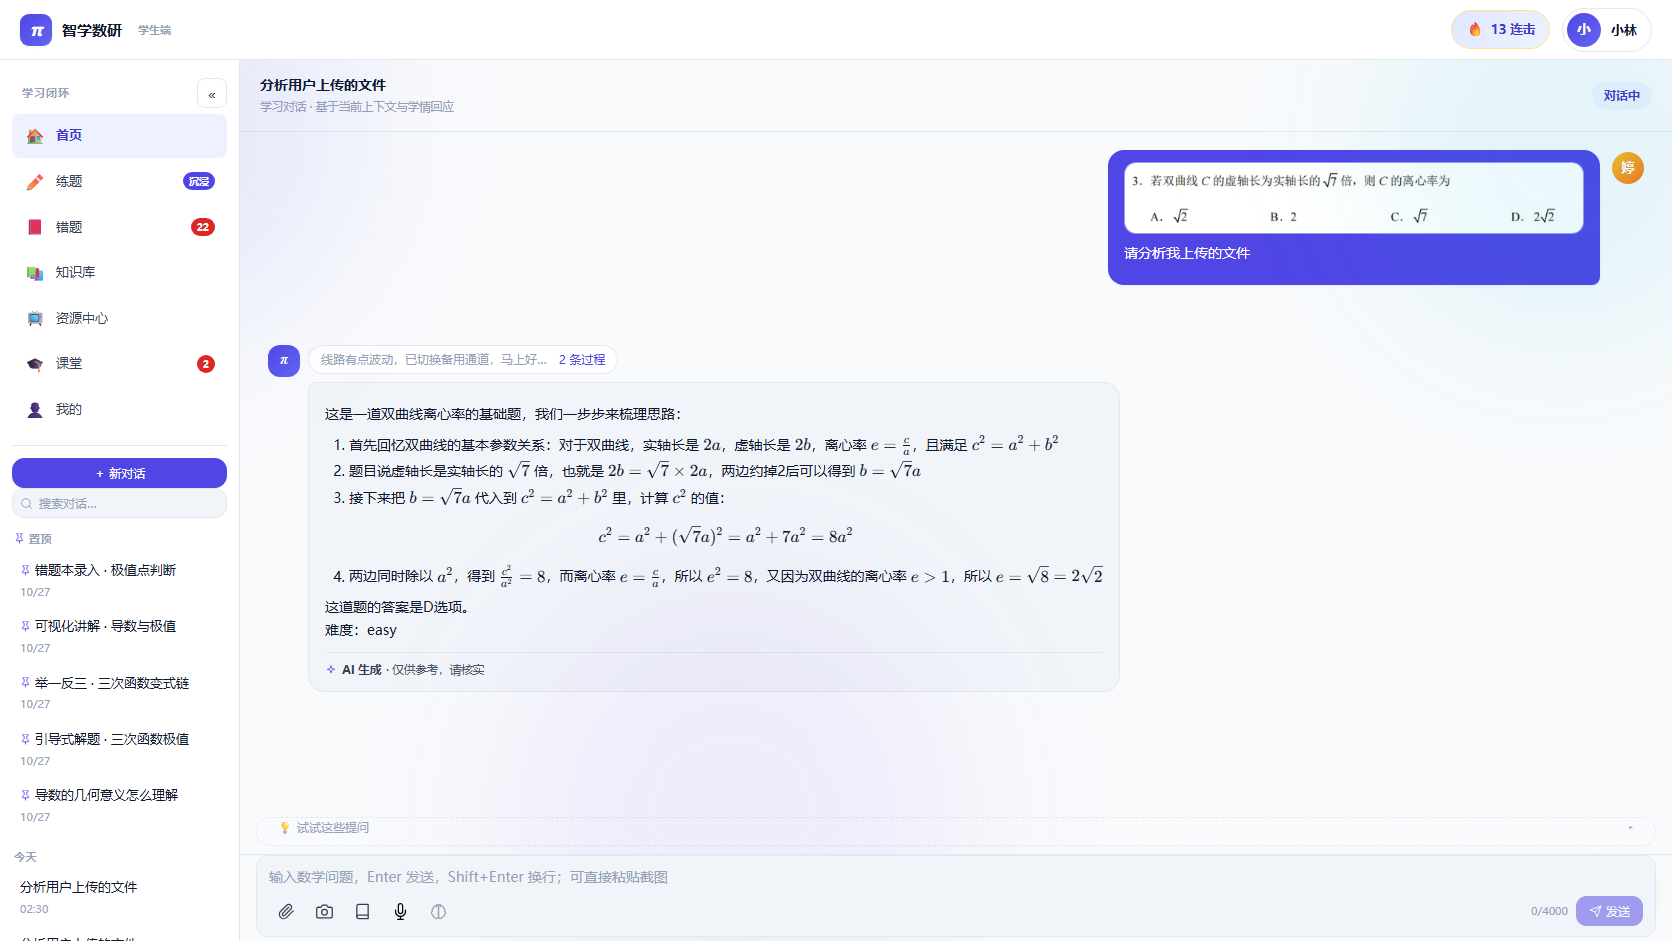 π 智学数研 学生端
13 连击
小 小林
学习闭环 «
首页
练题 沉浸
错题 22
知识库
资源中心
课堂 2
我的
+ 新对话
搜索对话...
置顶
错题本录入 · 极值点判断
10/27
可视化讲解 · 导数与极值
10/27
举一反三 · 三次函数变式链
10/27
引导式解题 · 三次函数极值
10/27
导数的几何意义怎么理解
10/27
今天
分析用户上传的文件
02:30
分析用户上传的文件
分析用户上传的文件
学习对话 · 基于当前上下文与学情回应
对话中
婷
3. 若双曲线 C 的虚轴长为实轴长的 √7 倍，则 C 的离心率为
A. √2 B. 2 C. √7 D. 2√2
请分析我上传的文件
π
线路有点波动，已切换备用通道，马上好... 2 条过程
这是一道双曲线离心率的基础题，我们一步步来梳理思路：
1. 首先回忆双曲线的基本参数关系：对于双曲线，实轴长是 2a，虚轴长是 2b，离心率 e = c/a，且满足 c² = a² + b²
2. 题目说虚轴长是实轴长的 √7 倍，也就是 2b = √7 × 2a，两边约掉2后可以得到 b = √7a
3. 接下来把 b = √7a 代入到 c² = a² + b² 里，计算 c² 的值：
c² = a² + (√7a)² = a² + 7a² = 8a²
4. 两边同时除以 a²，得到 c²/a² = 8，而离心率 e = c/a，所以 e² = 8，又因为双曲线的离心率 e > 1，所以 e = √8 = 2√2
这道题的答案是D选项。
难度：easy
AI 生成 · 仅供参考，请核实
试试这些提问
输入数学问题，Enter 发送，Shift+Enter 换行；可直接粘贴截图
0/4000 发送